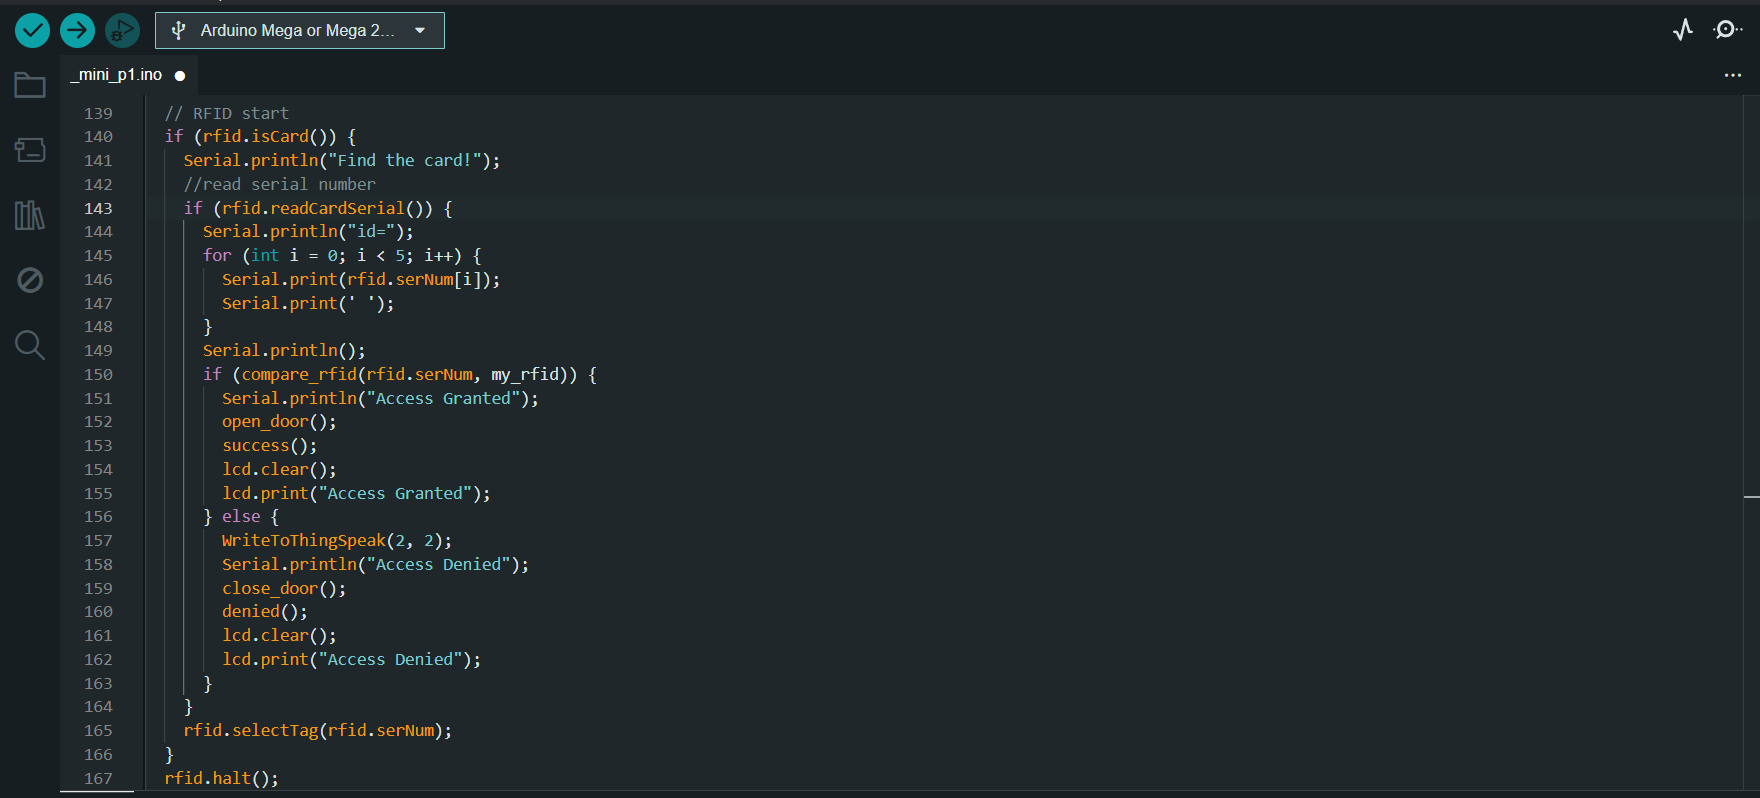 Arduino Mega or Mega 2...
_mini_p1.ino
139 // RFID start
140 if (rfid.isCard()) {
141 Serial.println("Find the card!");
142 //read serial number
143 if (rfid.readCardSerial()) {
144 Serial.println("id=");
145 for (int i = 0; i < 5; i++) {
146 Serial.print(rfid.serNum[i]);
147 Serial.print(' ');
148 }
149 Serial.println();
150 if (compare_rfid(rfid.serNum, my_rfid)) {
151 Serial.println("Access Granted");
152 open_door();
153 success();
154 lcd.clear();
155 lcd.print("Access Granted");
156 } else {
157 WriteToThingSpeak(2, 2);
158 Serial.println("Access Denied");
159 close_door();
160 denied();
161 lcd.clear();
162 lcd.print("Access Denied");
163 }
164 }
165 rfid.selectTag(rfid.serNum);
166 }
167 rfid.halt();